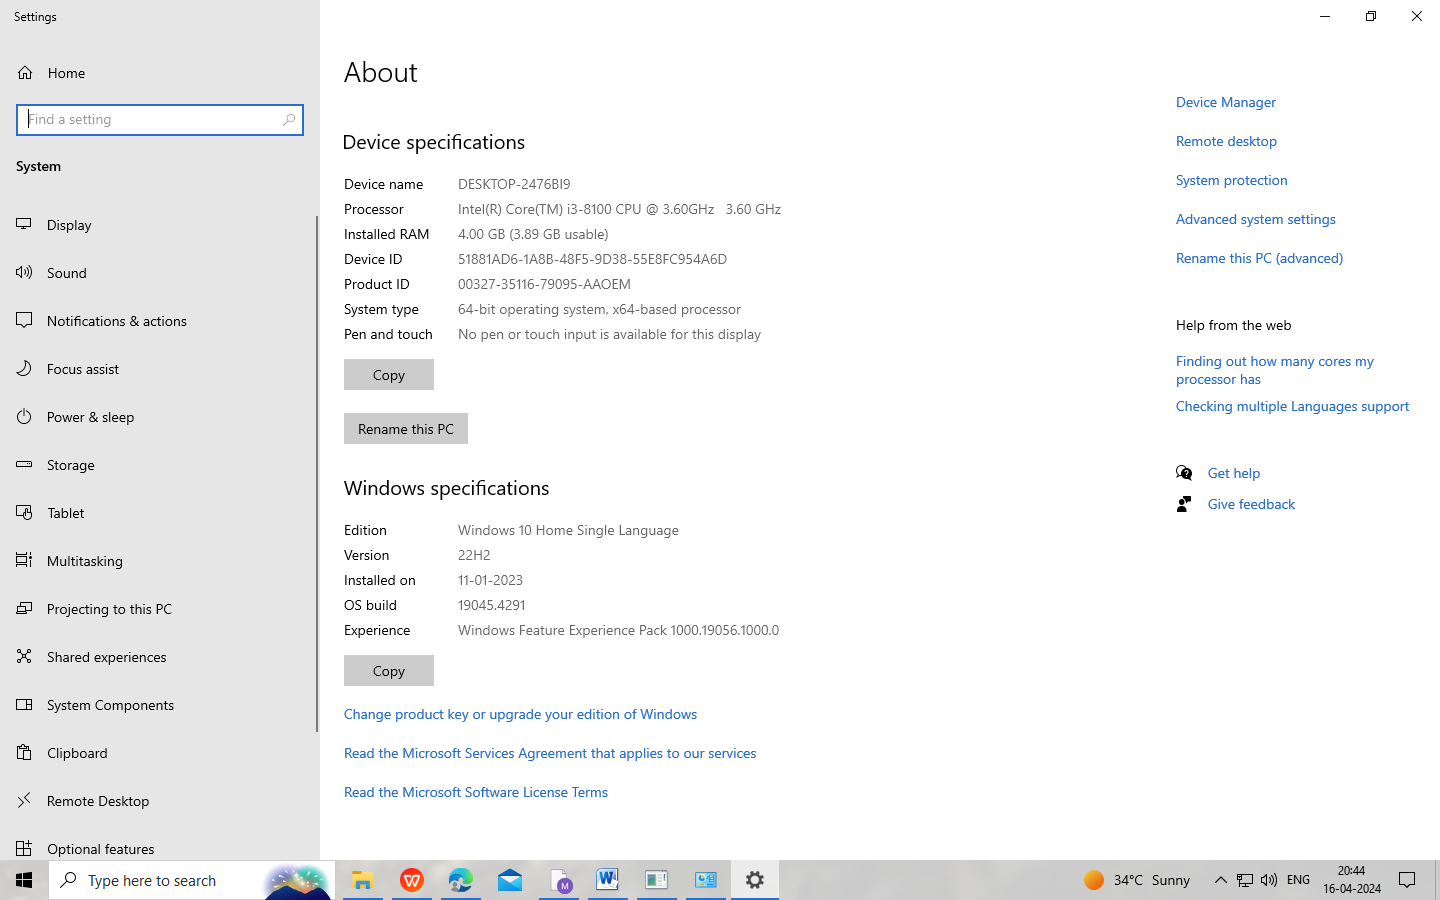 Settings
Home
Find a setting
System
Display
Sound
Notifications & actions
Focus assist
Power & sleep
Storage
Tablet
Multitasking
Projecting to this PC
Shared experiences
System Components
Clipboard
Remote Desktop
Optional features
About
Device specifications
Device name DESKTOP-2476BI9
Processor Intel(R) Core(TM) i3-8100 CPU @ 3.60GHz 3.60 GHz
Installed RAM 4.00 GB (3.89 GB usable)
Device ID 51881AD6-1A8B-48F5-9D38-55E8FC954A6D
Product ID 00327-35116-79095-AAOEM
System type 64-bit operating system, x64-based processor
Pen and touch No pen or touch input is available for this display
Copy
Rename this PC
Windows specifications
Edition Windows 10 Home Single Language
Version 22H2
Installed on 11-01-2023
OS build 19045.4291
Experience Windows Feature Experience Pack 1000.19056.1000.0
Copy
Change product key or upgrade your edition of Windows
Read the Microsoft Services Agreement that applies to our services
Read the Microsoft Software License Terms
Device Manager
Remote desktop
System protection
Advanced system settings
Rename this PC (advanced)
Help from the web
Finding out how many cores my
processor has
Checking multiple Languages support
Get help
Give feedback
Type here to search
34°C Sunny
ENG
20:44
16-04-2024